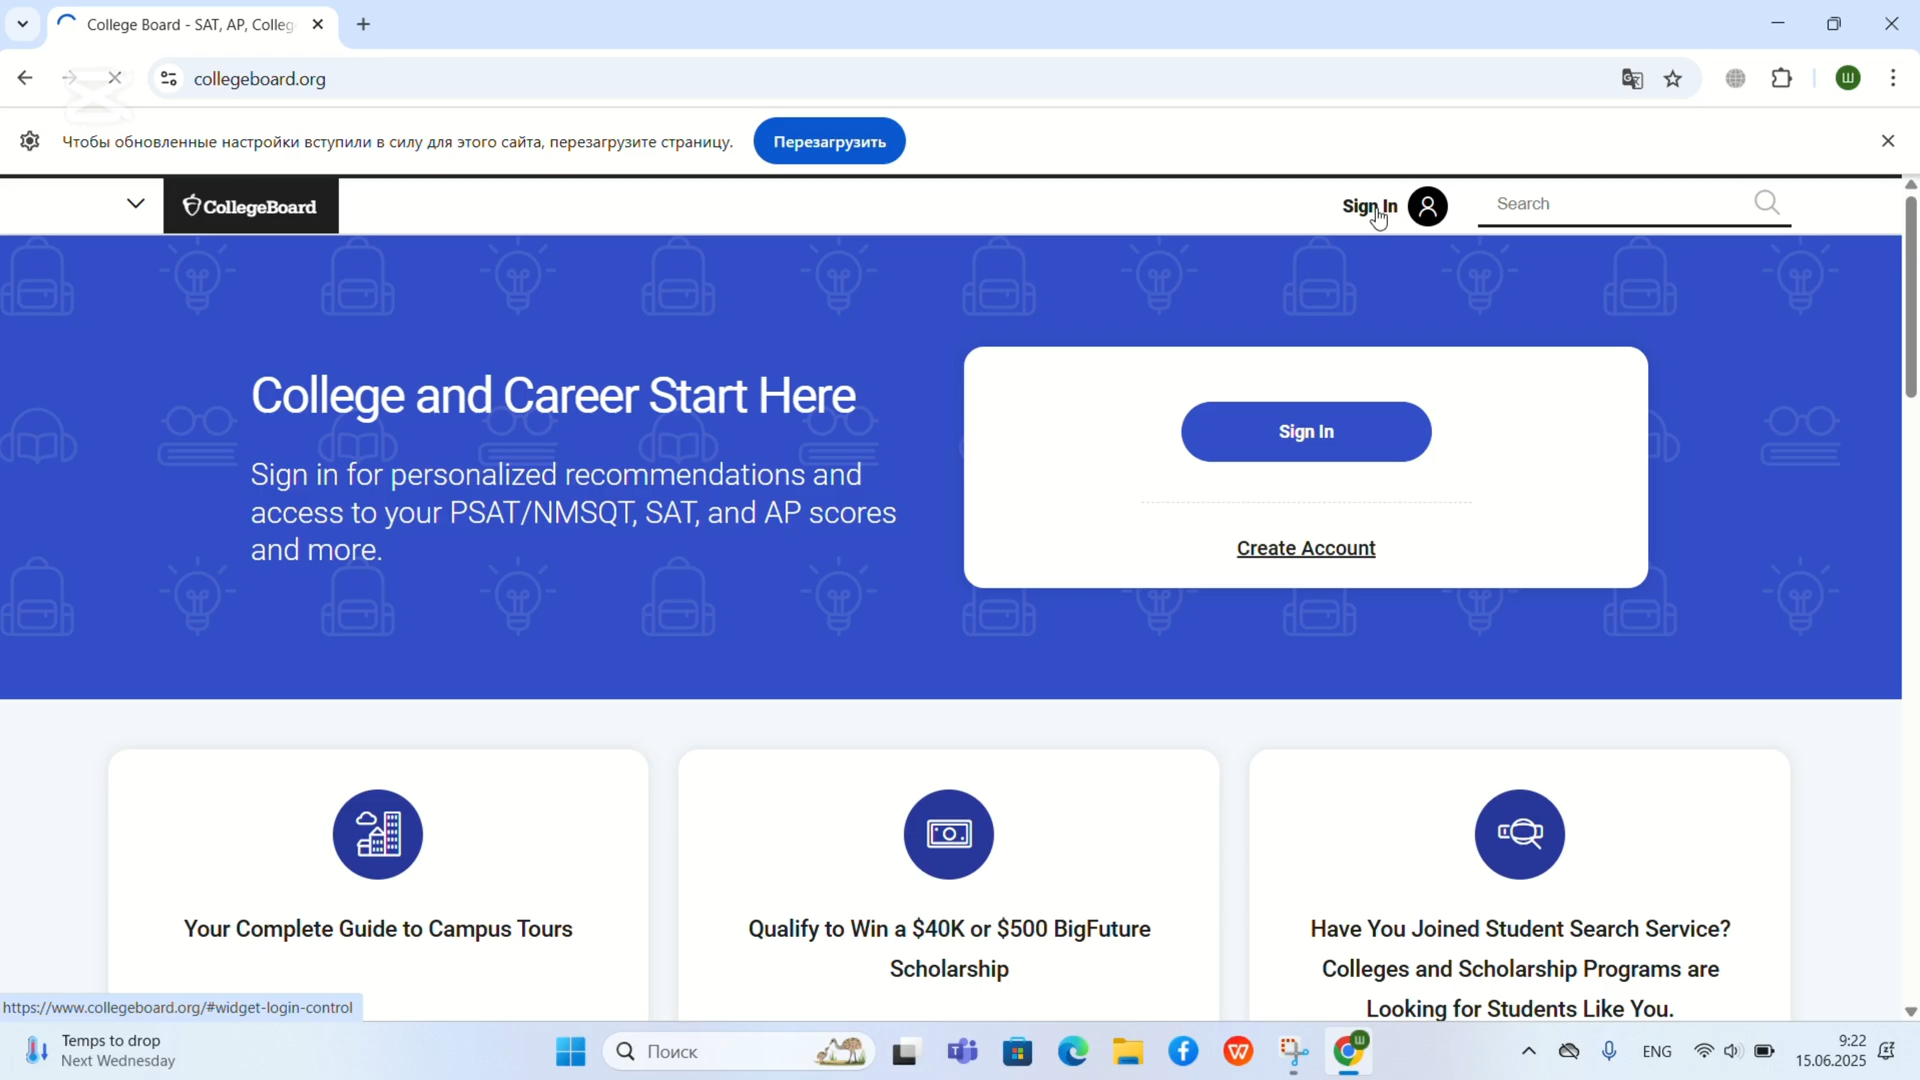 College Board - SAT, AP, Colleg
collegeboard.org
Чтобы обновленные настройки вступили в силу для этого сайта, перезагрузите страницу.
Перезагрузить
CollegeBoard
Sign In
Search
College and Career Start Here
Sign in for personalized recommendations and
access to your PSAT/NMSQT, SAT, and AP scores
and more.
Sign In
Create Account
Your Complete Guide to Campus Tours
Qualify to Win a $40K or $500 BigFuture
Scholarship
Have You Joined Student Search Service?
Colleges and Scholarship Programs are
Looking for Students Like You.
https://www.collegeboard.org/#widget-login-control
Temps to drop
Next Wednesday
Поиск
ENG
9:22
15.06.2025